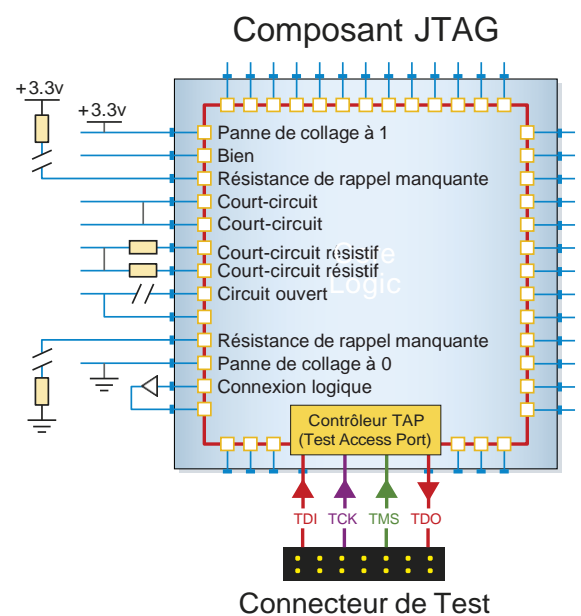 Composant JTAG
+3.3v
+3.3v
Panne de collage à 1
Bien
Résistance de rappel manquante
Court-circuit
Court-circuit
Court-circuit résistif
Court-circuit résistif
Core
Logic
Circuit ouvert
Résistance de rappel manquante
Panne de collage à 0
Connexion logique
Contrôleur TAP
(Test Access Port)
TDI
TCK
TMS
TDO
Connecteur de Test